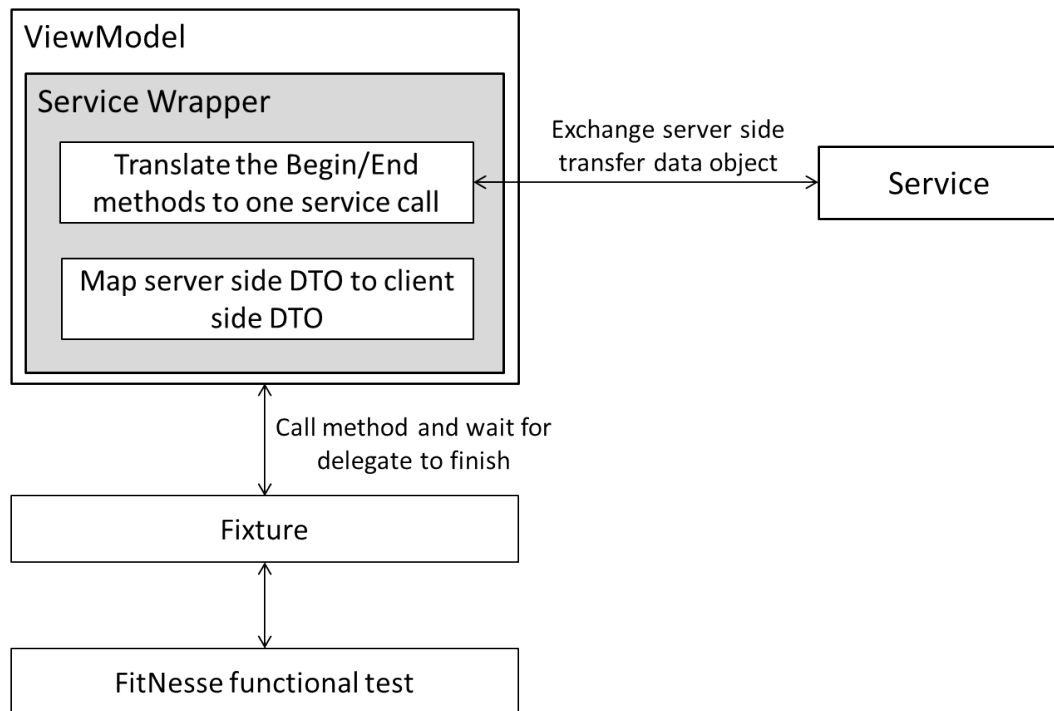 ViewModel
Service Wrapper
Translate the Begin/End
methods to one service call
Exchange server side
transfer data object
Service
Map server side DTO to client
side DTO
Call method and wait for
delegate to finish
Fixture
FitNesse functional test